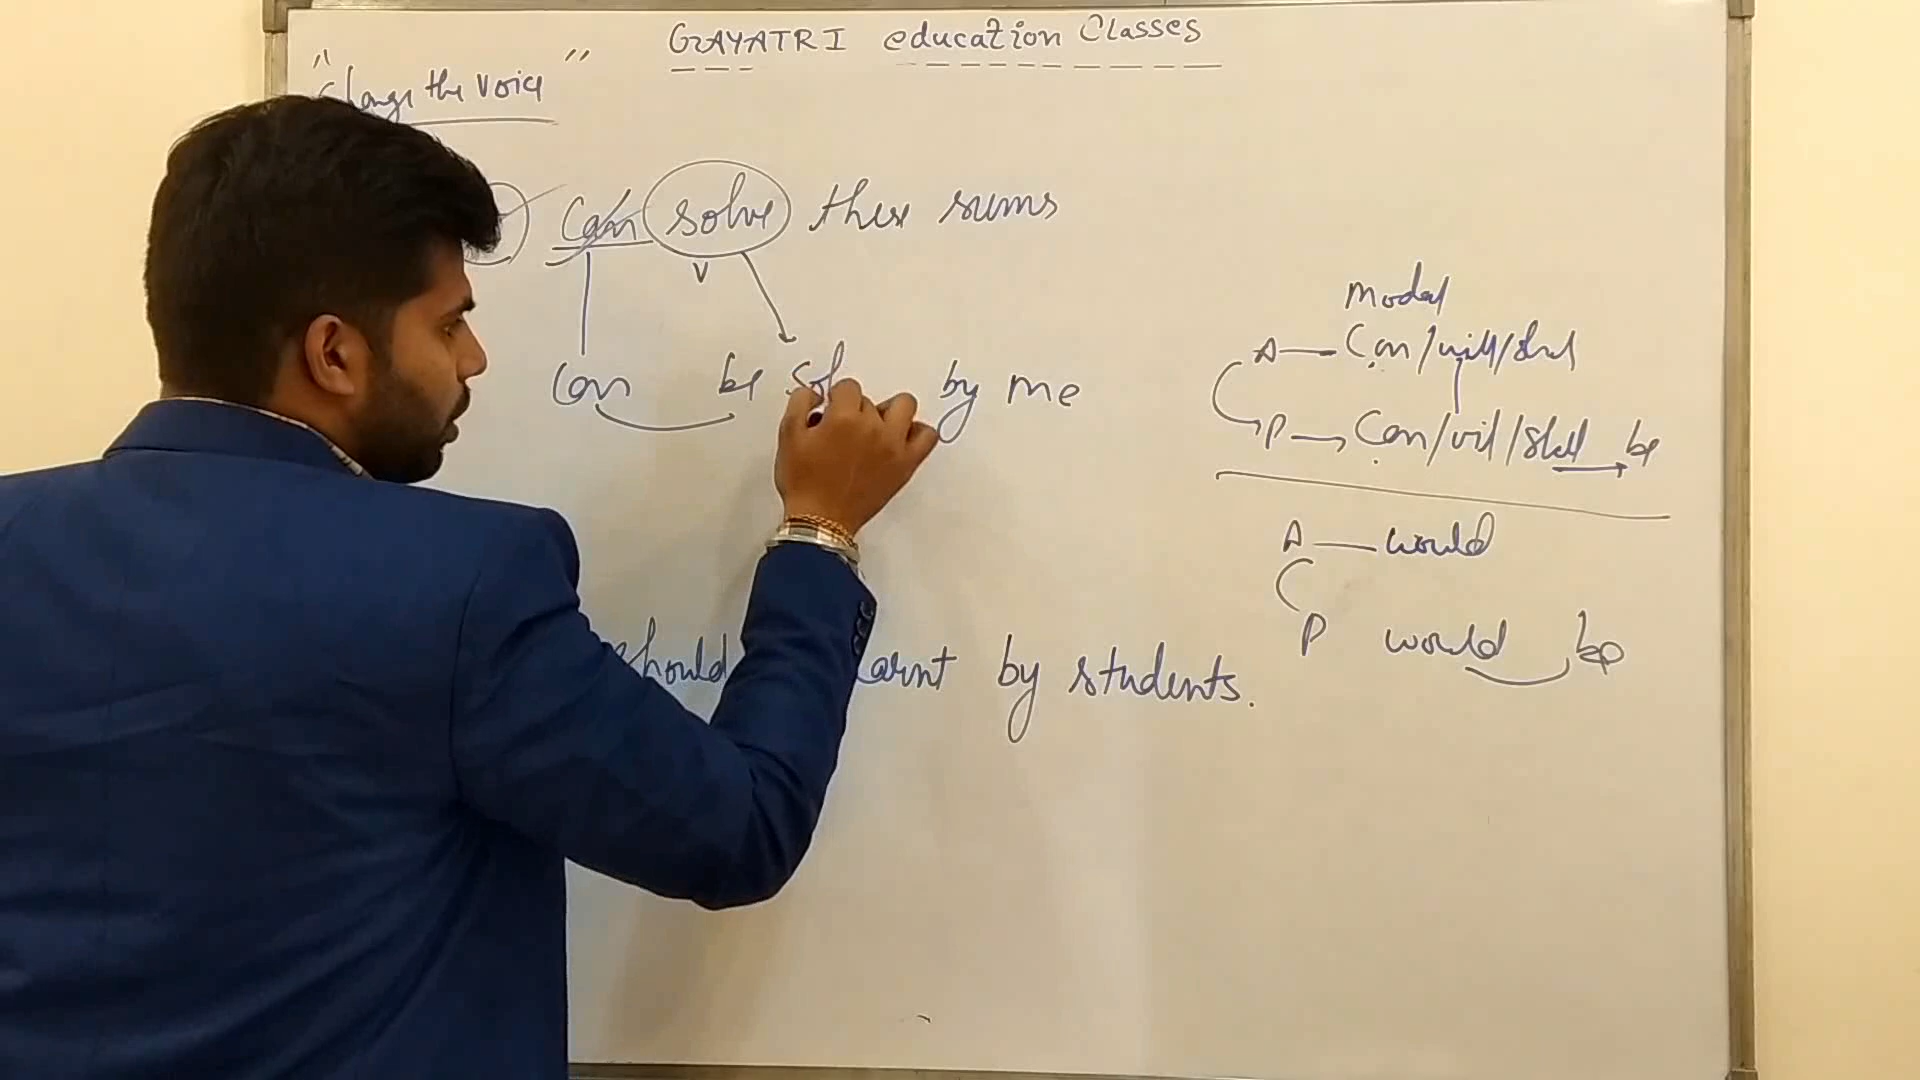 GAYATRI education Classes
"Change the Voice"
Can solve these sums
V
Can be sol by me
should arnt by students.
Modal
A — Can/will/shal
P → Can/will/shall be
A — would
P would be